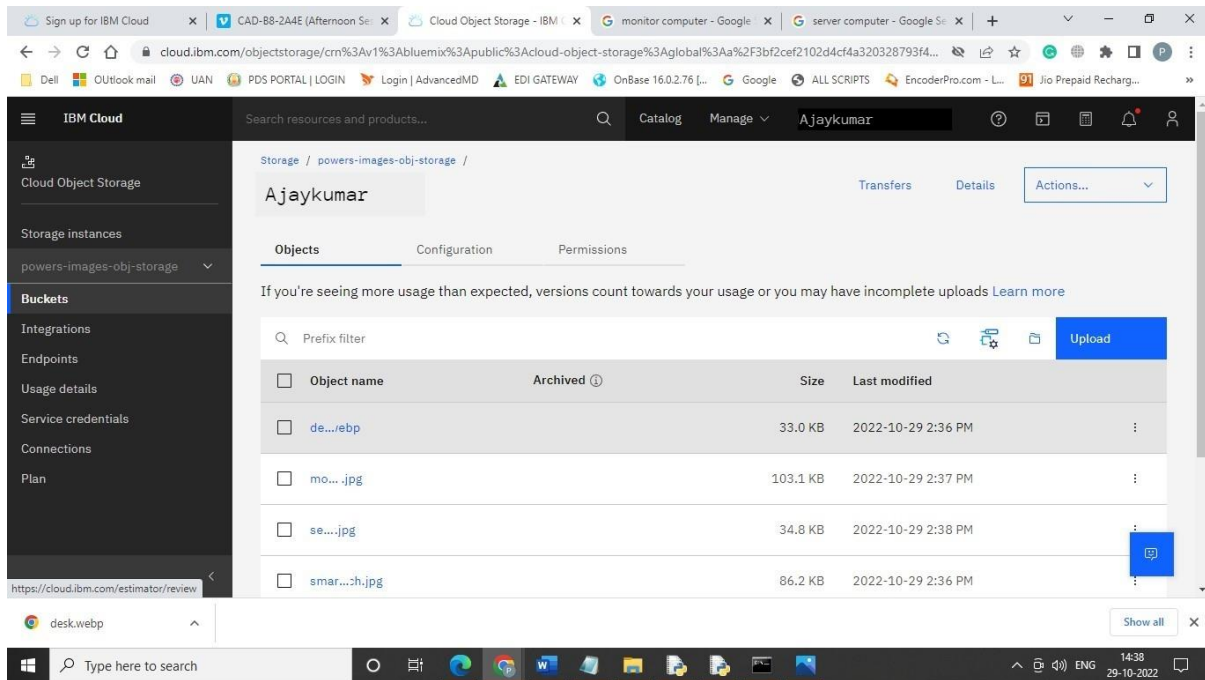 Sign up for IBM Cloud
CAD-B8-2A4E (Afternoon Se
Cloud Object Storage - IBM
monitor computer - Google
server computer - Google Se
cloud.ibm.com/objectstorage/crn%3Av1%3Abluemix%3Apublic%3Acloud-object-storage%3Aglobal%3Aa%2F3bf2cef2102d4cf4a320328793f4...
P
Dell
OUtlook mail
UAN
PDS PORTAL | LOGIN
Login | AdvancedMD
EDI GATEWAY
OnBase 16.0.2.76 [...
Google
ALL SCRIPTS
EncoderPro.com - L...
Jio Prepaid Recharg...
IBM Cloud
Search resources and products...
Catalog
Manage
Ajaykumar
Cloud Object Storage
Storage instances
powers-images-obj-storage
Buckets
Integrations
Endpoints
Usage details
Service credentials
Connections
Plan
https://cloud.ibm.com/estimator/review
Storage / powers-images-obj-storage /
Ajaykumar
Transfers
Details
Actions...
Objects
Configuration
Permissions
If you're seeing more usage than expected, versions count towards your usage or you may have incomplete uploads Learn more
Prefix filter
Upload
Object name Archived Size Last modified
de...ebp 33.0 KB 2022-10-29 2:36 PM
mo... .jpg 103.1 KB 2022-10-29 2:37 PM
se....jpg 34.8 KB 2022-10-29 2:38 PM
smar...ch.jpg 86.2 KB 2022-10-29 2:36 PM
desk.webp
Show all
Type here to search
ENG
14:38
29-10-2022